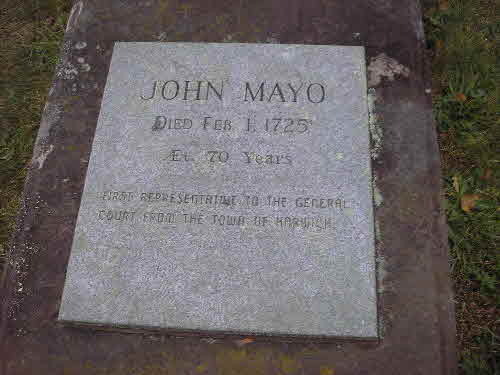 JOHN MAYO
DIED FEB. 1, 1725
Et. 70 Years
FIRST REPRESENTATIVE TO THE GENERAL
COURT FROM THE TOWN OF HARWICH.